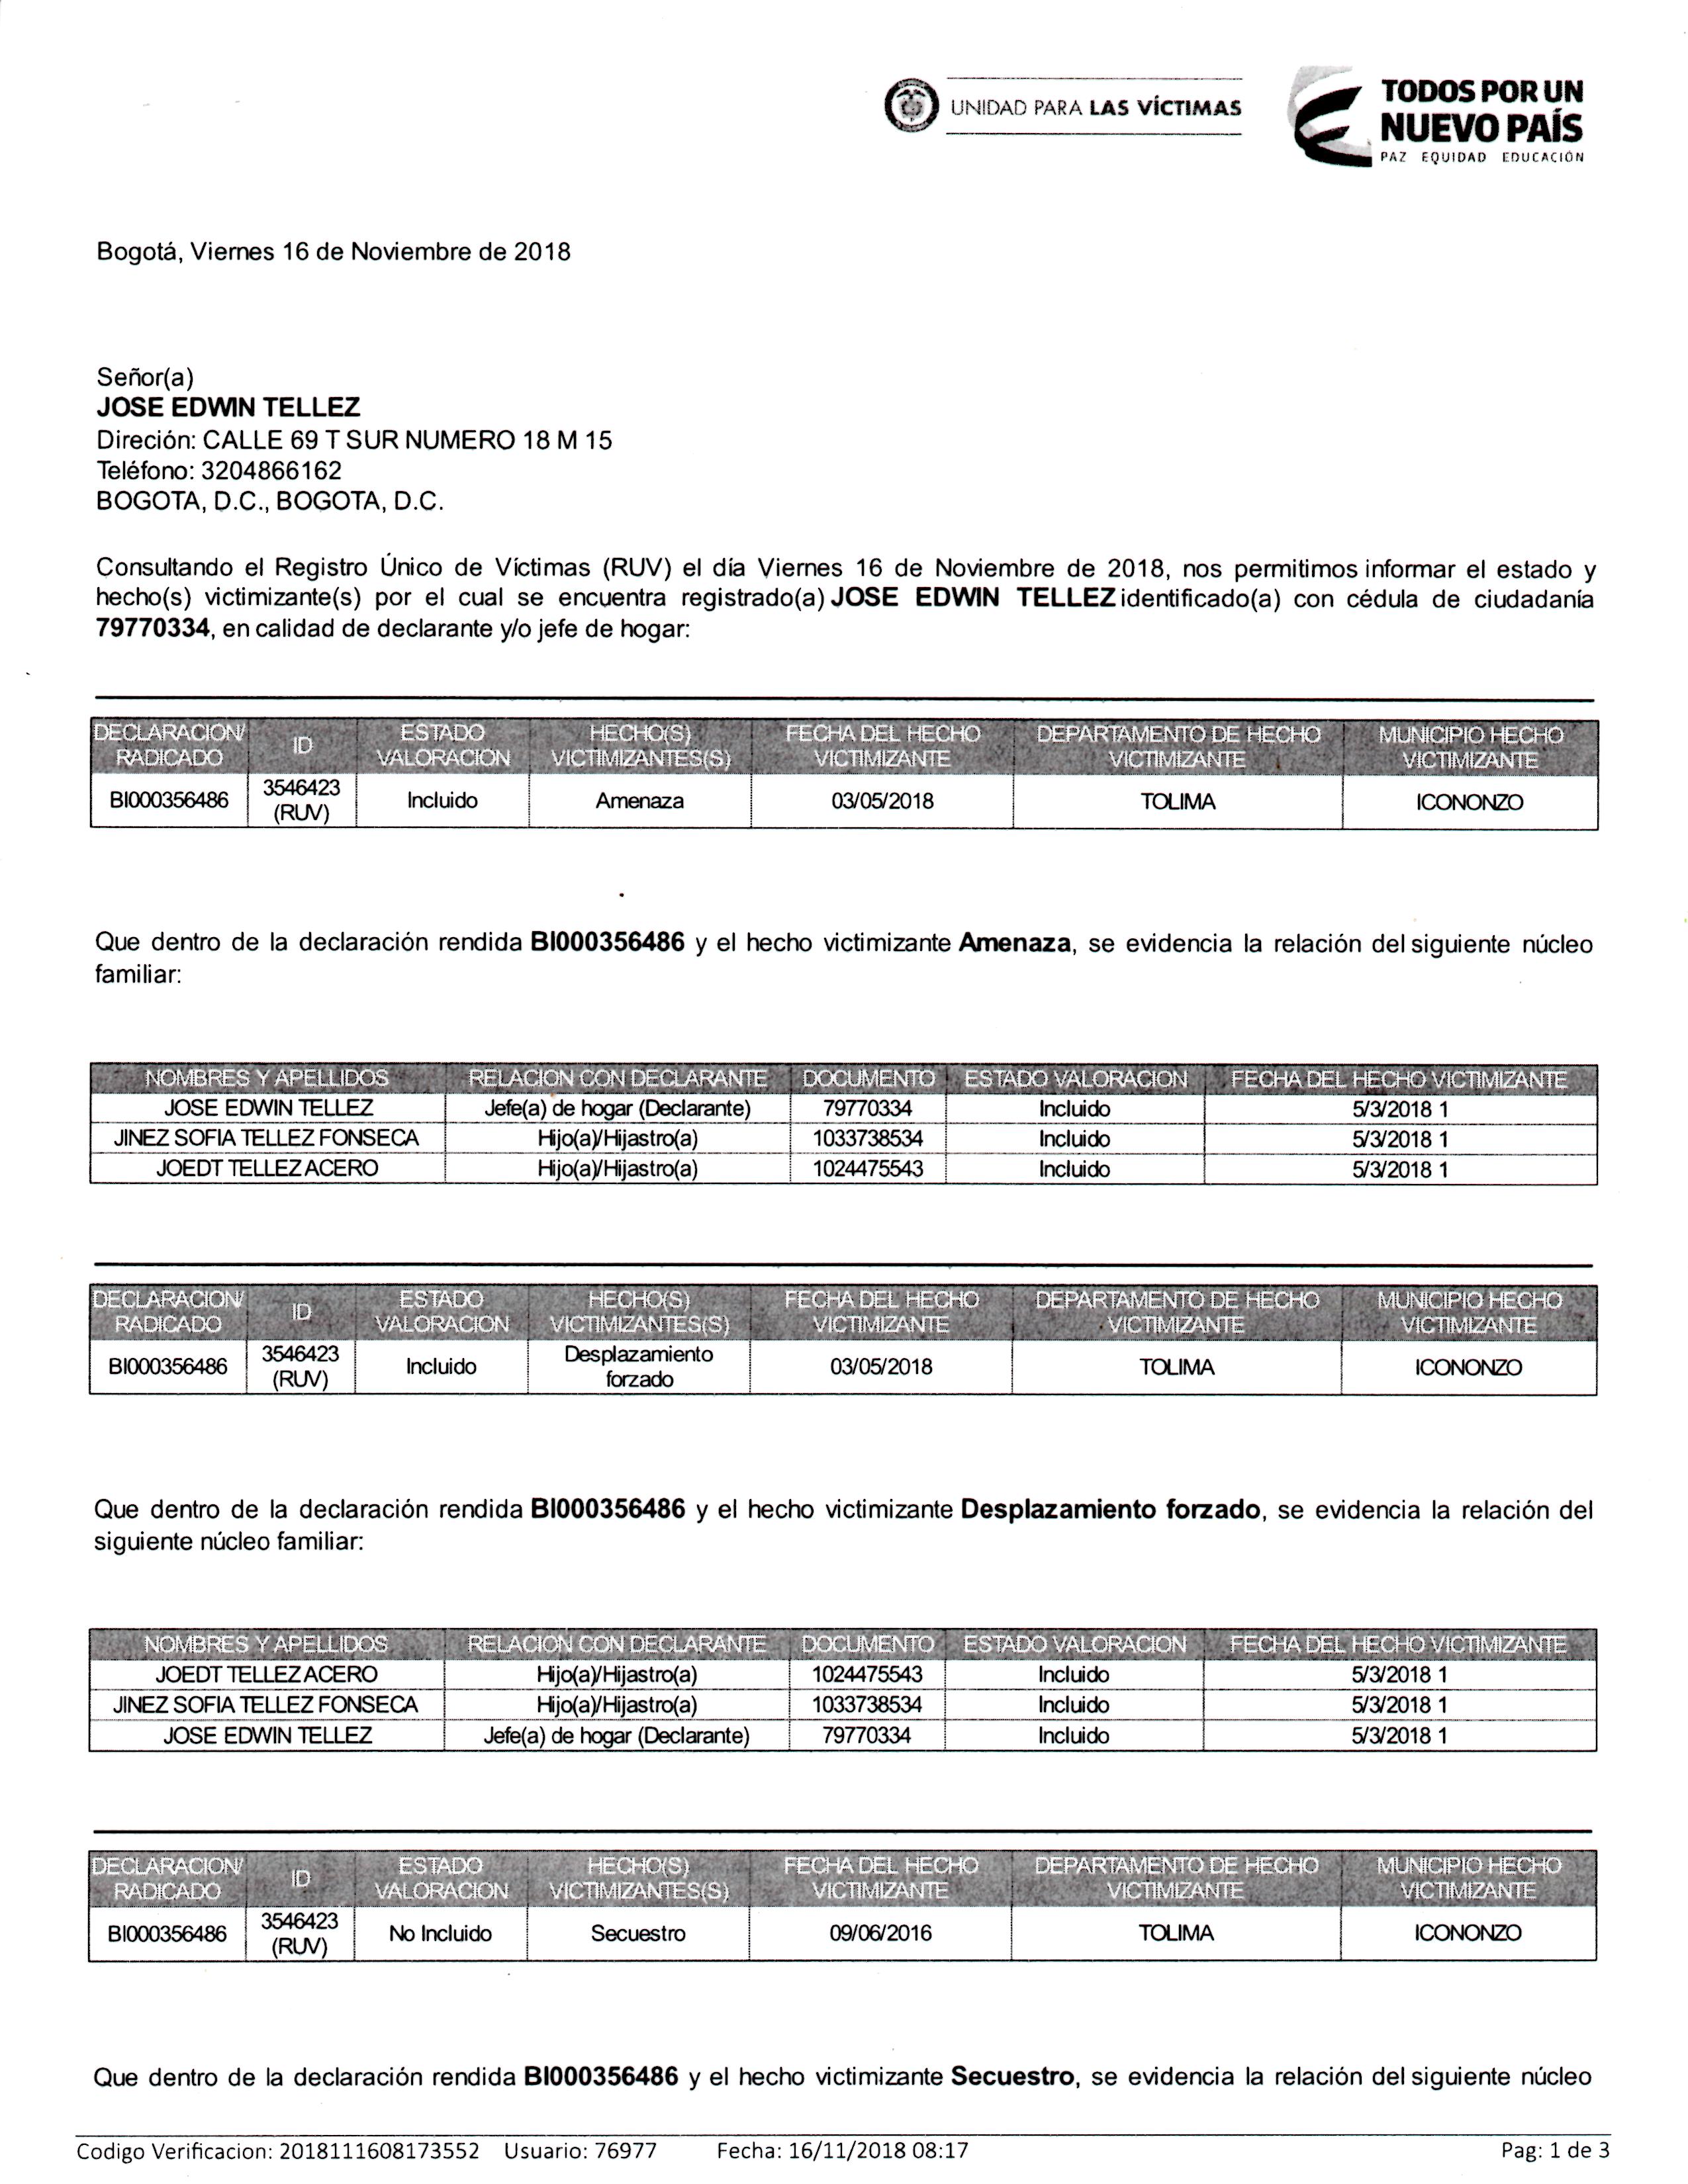 UNIDAD PARA LAS VÍCTIMAS
TODOS POR UN
NUEVO PAÍS
PAZ EQUIDAD EDUCACIÓN
Bogotá, Viernes 16 de Noviembre de 2018
Señor(a)
JOSE EDWIN TELLEZ
Direción: CALLE 69 T SUR NUMERO 18 M 15
Teléfono: 3204866162
BOGOTA, D.C., BOGOTA, D.C.
Consultando el Registro Único de Víctimas (RUV) el día Viernes 16 de Noviembre de 2018, nos permitimos informar el estado y
hecho(s) victimizante(s) por el cual se encuentra registrado(a) JOSE EDWIN TELLEZ identificado(a) con cédula de ciudadanía
79770334, en calidad de declarante y/o jefe de hogar:
DECLARACION/ RADICADO ID ESTADO VALORACION HECHO(S) VICTIMIZANTES(S) FECHA DEL HECHO VICTIMIZANTE DEPARTAMENTO DE HECHO VICTIMIZANTE MUNICIPIO HECHO VICTIMIZANTE
BI000356486 3546423 (RUV) Incluido Amenaza 03/05/2018 TOLIMA ICONONZO
Que dentro de la declaración rendida BI000356486 y el hecho victimizante Amenaza, se evidencia la relación del siguiente núcleo
familiar:
NOMBRES Y APELLIDOS RELACION CON DECLARANTE DOCUMENTO ESTADO VALORACION FECHA DEL HECHO VICTIMIZANTE
JOSE EDWIN TELLEZ Jefe(a) de hogar (Declarante) 79770334 Incluido 5/3/2018 1
JINEZ SOFIA TELLEZ FONSECA Hijo(a)/Hijastro(a) 1033738534 Incluido 5/3/2018 1
JOEDT TELLEZ ACERO Hijo(a)/Hijastro(a) 1024475543 Incluido 5/3/2018 1
DECLARACION/ RADICADO ID ESTADO VALORACION HECHO(S) VICTIMIZANTES(S) FECHA DEL HECHO VICTIMIZANTE DEPARTAMENTO DE HECHO VICTIMIZANTE MUNICIPIO HECHO VICTIMIZANTE
BI000356486 3546423 (RUV) Incluido Desplazamiento forzado 03/05/2018 TOLIMA ICONONZO
Que dentro de la declaración rendida BI000356486 y el hecho victimizante Desplazamiento forzado, se evidencia la relación del
siguiente núcleo familiar:
NOMBRES Y APELLIDOS RELACION CON DECLARANTE DOCUMENTO ESTADO VALORACION FECHA DEL HECHO VICTIMIZANTE
JOEDT TELLEZ ACERO Hijo(a)/Hijastro(a) 1024475543 Incluido 5/3/2018 1
JINEZ SOFIA TELLEZ FONSECA Hijo(a)/Hijastro(a) 1033738534 Incluido 5/3/2018 1
JOSE EDWIN TELLEZ Jefe(a) de hogar (Declarante) 79770334 Incluido 5/3/2018 1
DECLARACION/ RADICADO ID ESTADO VALORACION HECHO(S) VICTIMIZANTES(S) FECHA DEL HECHO VICTIMIZANTE DEPARTAMENTO DE HECHO VICTIMIZANTE MUNICIPIO HECHO VICTIMIZANTE
BI000356486 3546423 (RUV) No Incluido Secuestro 09/06/2016 TOLIMA ICONONZO
Que dentro de la declaración rendida BI000356486 y el hecho victimizante Secuestro, se evidencia la relación del siguiente núcleo
Codigo Verificacion: 2018111608173552 Usuario: 76977 Fecha: 16/11/2018 08:17 Pag: 1 de 3